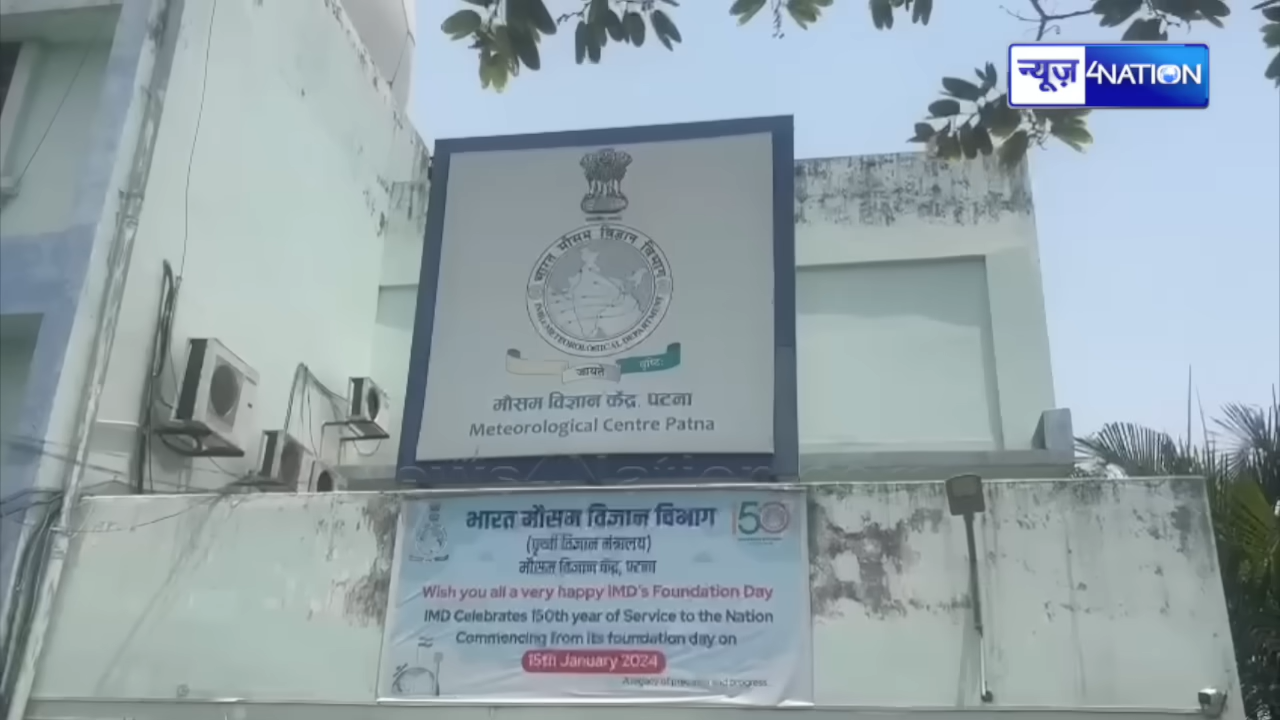 न्यूज़ 4NATION
भारत मौसम विज्ञान विभाग
INDIA METEOROLOGICAL DEPARTMENT
जायते वृष्टिः
मौसम विज्ञान केंद्र, पटना
Meteorological Centre Patna
भारत मौसम विज्ञान विभाग
150
(पृथ्वी विज्ञान मंत्रालय)
मौसम विज्ञान केंद्र, पटना
Wish you all a very happy IMD's Foundation Day
IMD Celebrates 150th year of Service to the Nation
Commencing from its foundation day on
15th January 2024
A legacy of precision and progress